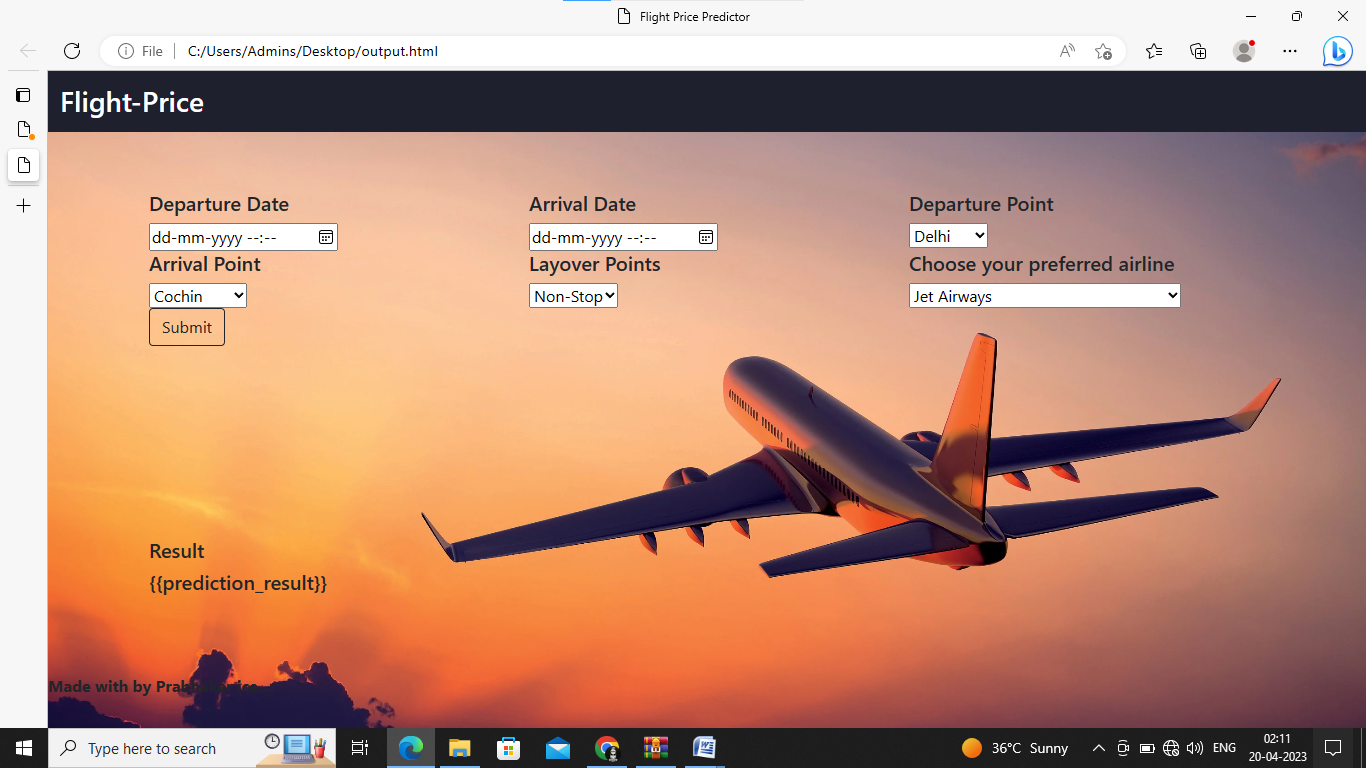 Flight Price Predictor
File
C:/Users/Admins/Desktop/output.html
Flight-Price
Departure Date
Arrival Date
Departure Point
dd-mm-yyyy --:--
dd-mm-yyyy --:--
Delhi
Arrival Point
Layover Points
Choose your preferred airline
Cochin
Non-Stop
Jet Airways
Submit
Result
{{prediction_result}}
Made with by
Type here to search
36°C Sunny
ENG
02:11
20-04-2023